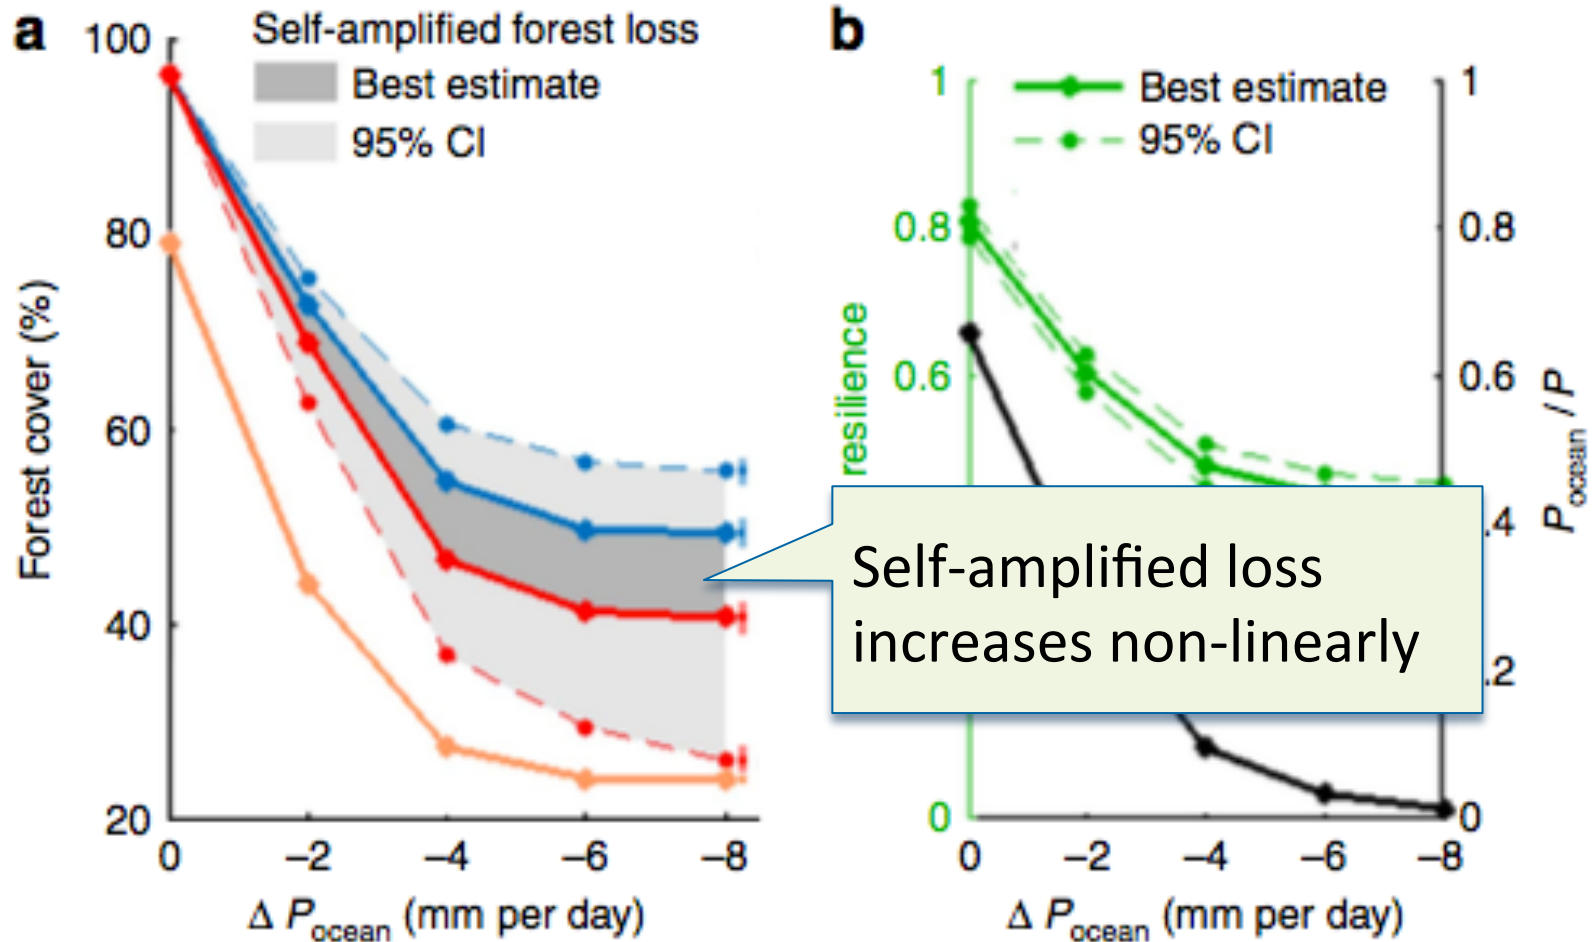 a
Self-amplified forest loss
Best estimate
95% CI
Forest cover (%)
100
80
60
40
20
0 –2 –4 –6 –8
Δ Pocean (mm per day)
b
Best estimate
95% CI
resilience
1
0.8
0.6
0
1
0.8
0.6
.4
.2
0
Pocean / P
0 –2 –4 –6 –8
Δ Pocean (mm per day)
Self-amplified loss
increases non-linearly